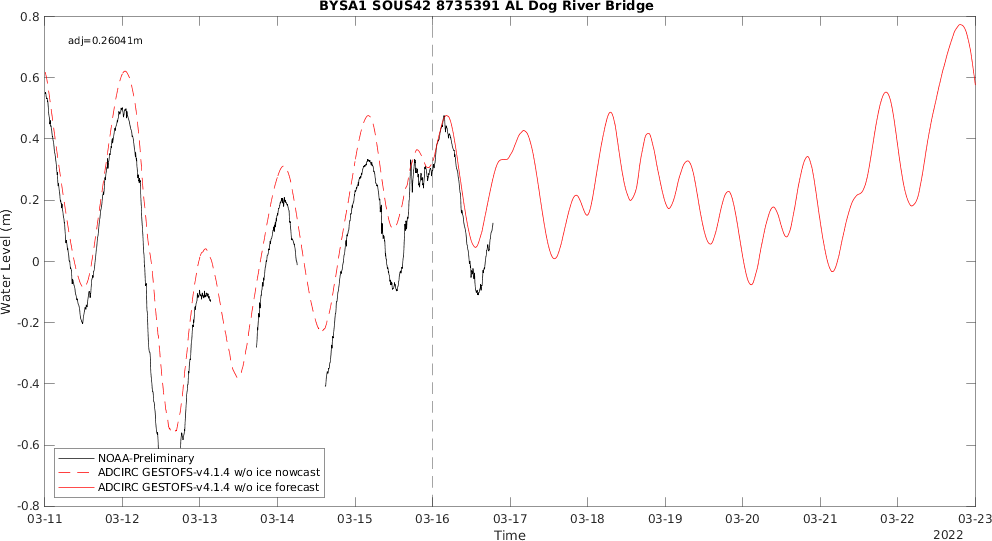 BYSA1 SOUS42 8735391 AL Dog River Bridge
adj=0.26041m
Water Level (m)
0.8
0.6
0.4
0.2
0
-0.2
-0.4
-0.6
-0.8
NOAA-Preliminary
ADCIRC GESTOFS-v4.1.4 w/o ice nowcast
ADCIRC GESTOFS-v4.1.4 w/o ice forecast
03-11 03-12 03-13 03-14 03-15 03-16 03-17 03-18 03-19 03-20 03-21 03-22 03-23
Time
2022